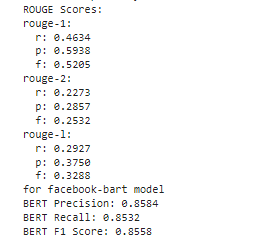 ROUGE Scores:
rouge-1:
r: 0.4634
p: 0.5938
f: 0.5205
rouge-2:
r: 0.2273
p: 0.2857
f: 0.2532
rouge-l:
r: 0.2927
p: 0.3750
f: 0.3288
for facebook-bart model
BERT Precision: 0.8584
BERT Recall: 0.8532
BERT F1 Score: 0.8558